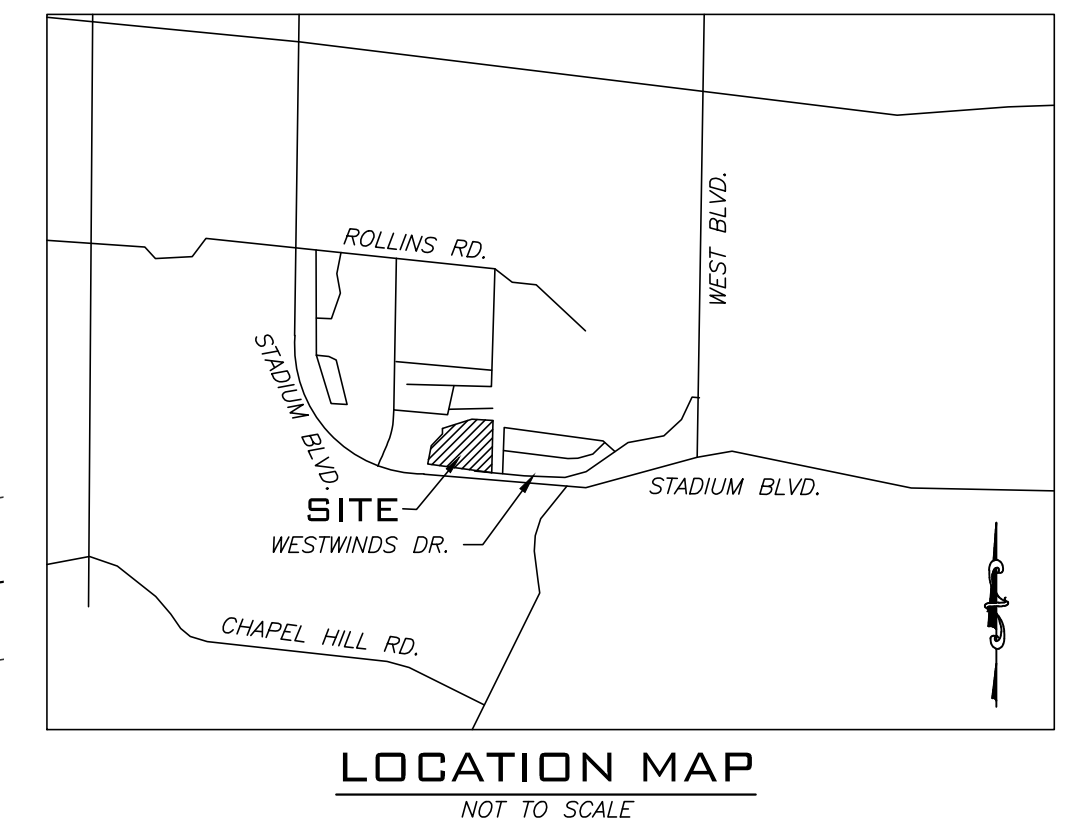 ROLLINS RD.
WEST BLVD.
STADIUM BLVD.
STADIUM BLVD.
SITE
WESTWINDS DR.
CHAPEL HILL RD.
LOCATION MAP
NOT TO SCALE